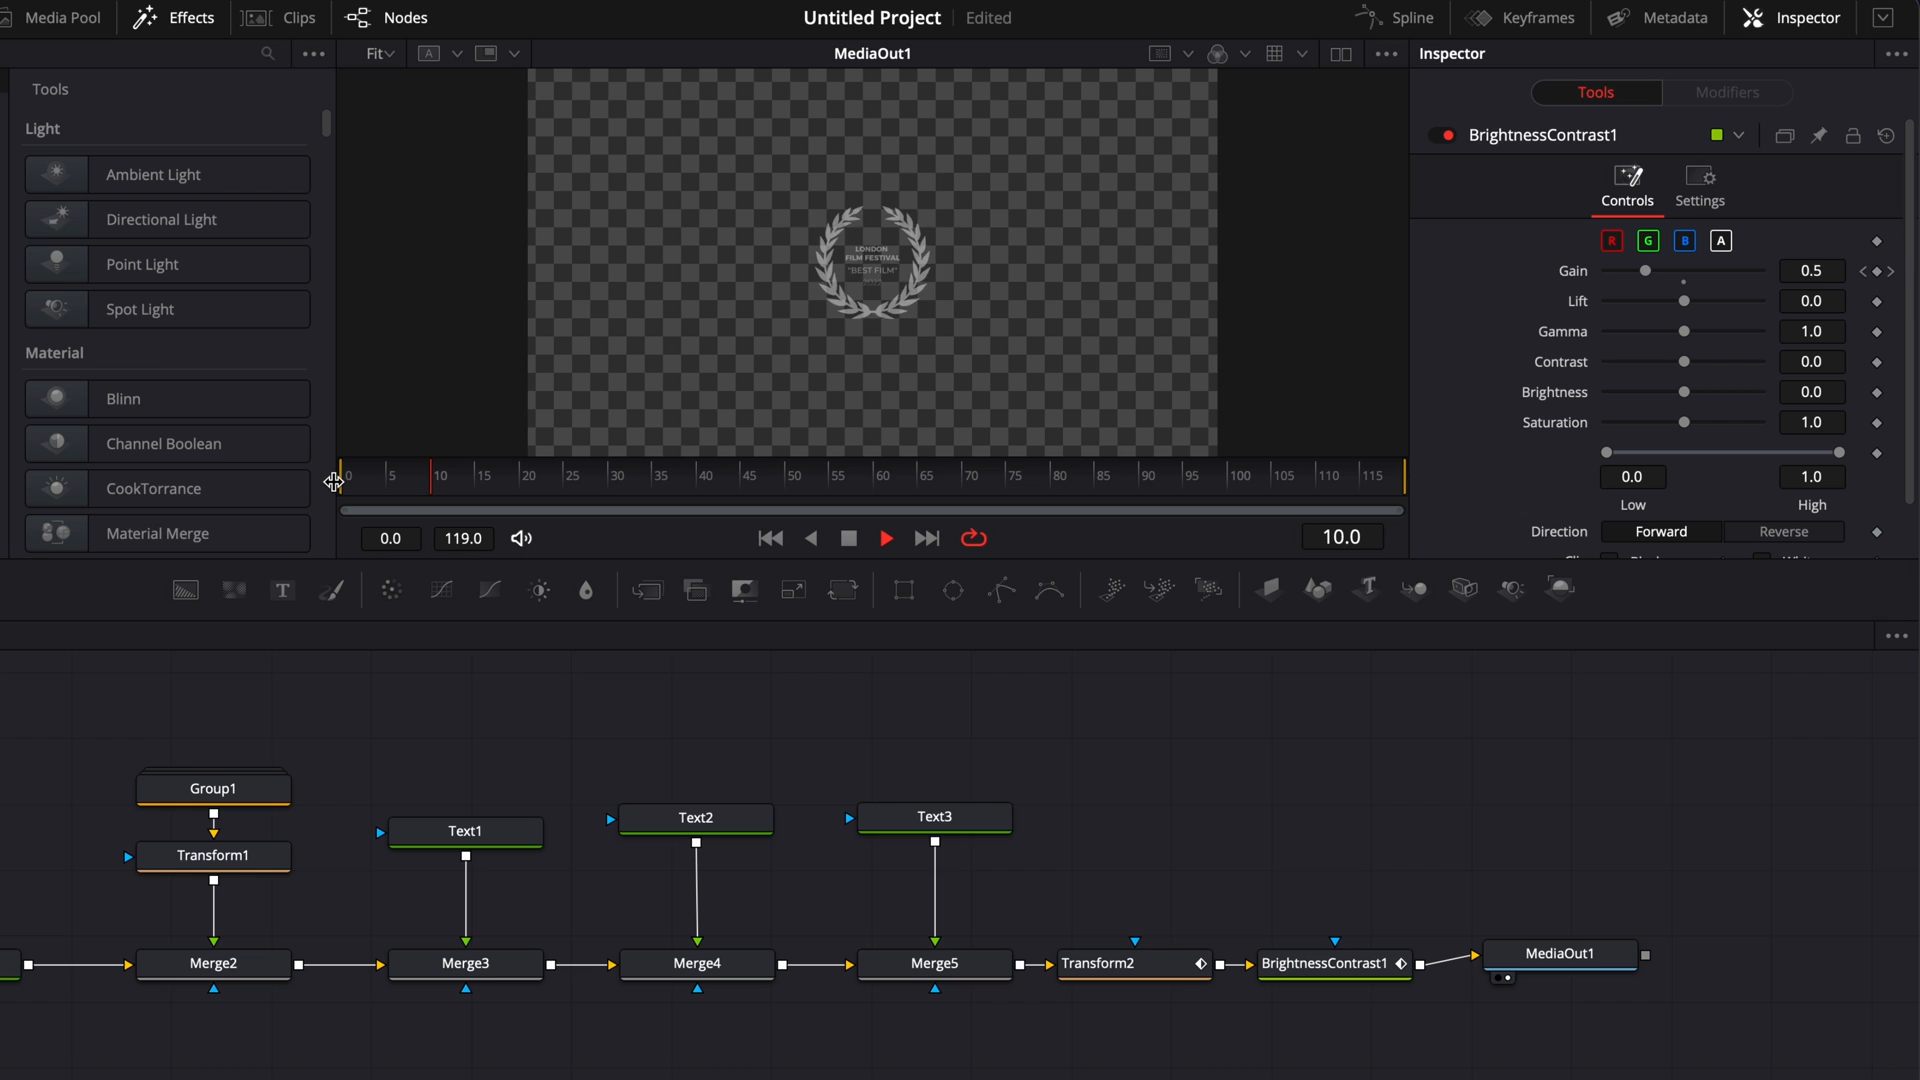 Media Pool
Effects
Clips
Nodes
Untitled Project
Edited
Spline
Keyframes
Metadata
Inspector
Fit
A
MediaOut1
Inspector
Tools
Light
Ambient Light
Directional Light
Point Light
Spot Light
Material
Blinn
Channel Boolean
CookTorrance
Material Merge
LONDON
FILM FESTIVAL
"BEST FILM"
0 5 10 15 20 25 30 35 40 45 50 55 60 65 70 75 80 85 90 95 100 105 110 115
0.0 119.0 10.0
Tools Modifiers
BrightnessContrast1
Controls Settings
R G B A
Gain 0.5
Lift 0.0
Gamma 1.0
Contrast 0.0
Brightness 0.0
Saturation 1.0
0.0 1.0
Low High
Direction Forward Reverse
T
T
Group1
Transform1
Text1
Text2
Text3
Merge2
Merge3
Merge4
Merge5
Transform2
BrightnessContrast1
MediaOut1